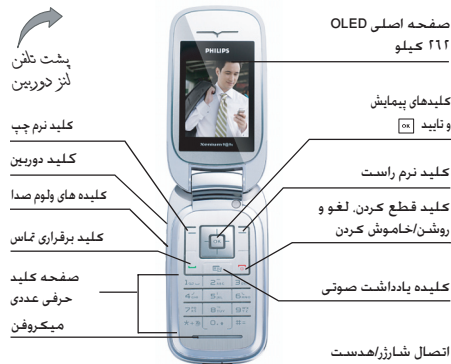 پشت تلفن
لنز دوربین
صفحه اصلی OLED
۲۶۲ کیلو
PHILIPS
کلیدهای پیمایش
و تایید OK
کلید نرم چپ
کلید دوربین
کلید نرم راست
کلیده های ولوم صدا
کلید قطع کردن, لغو و
روشن/خاموش کردن
کلید برقراری تماس
OK
صفحه کلید
حرفی عددی
کلیده یادداشت صوتی
میکروفن
اتصال شارژر/هدست